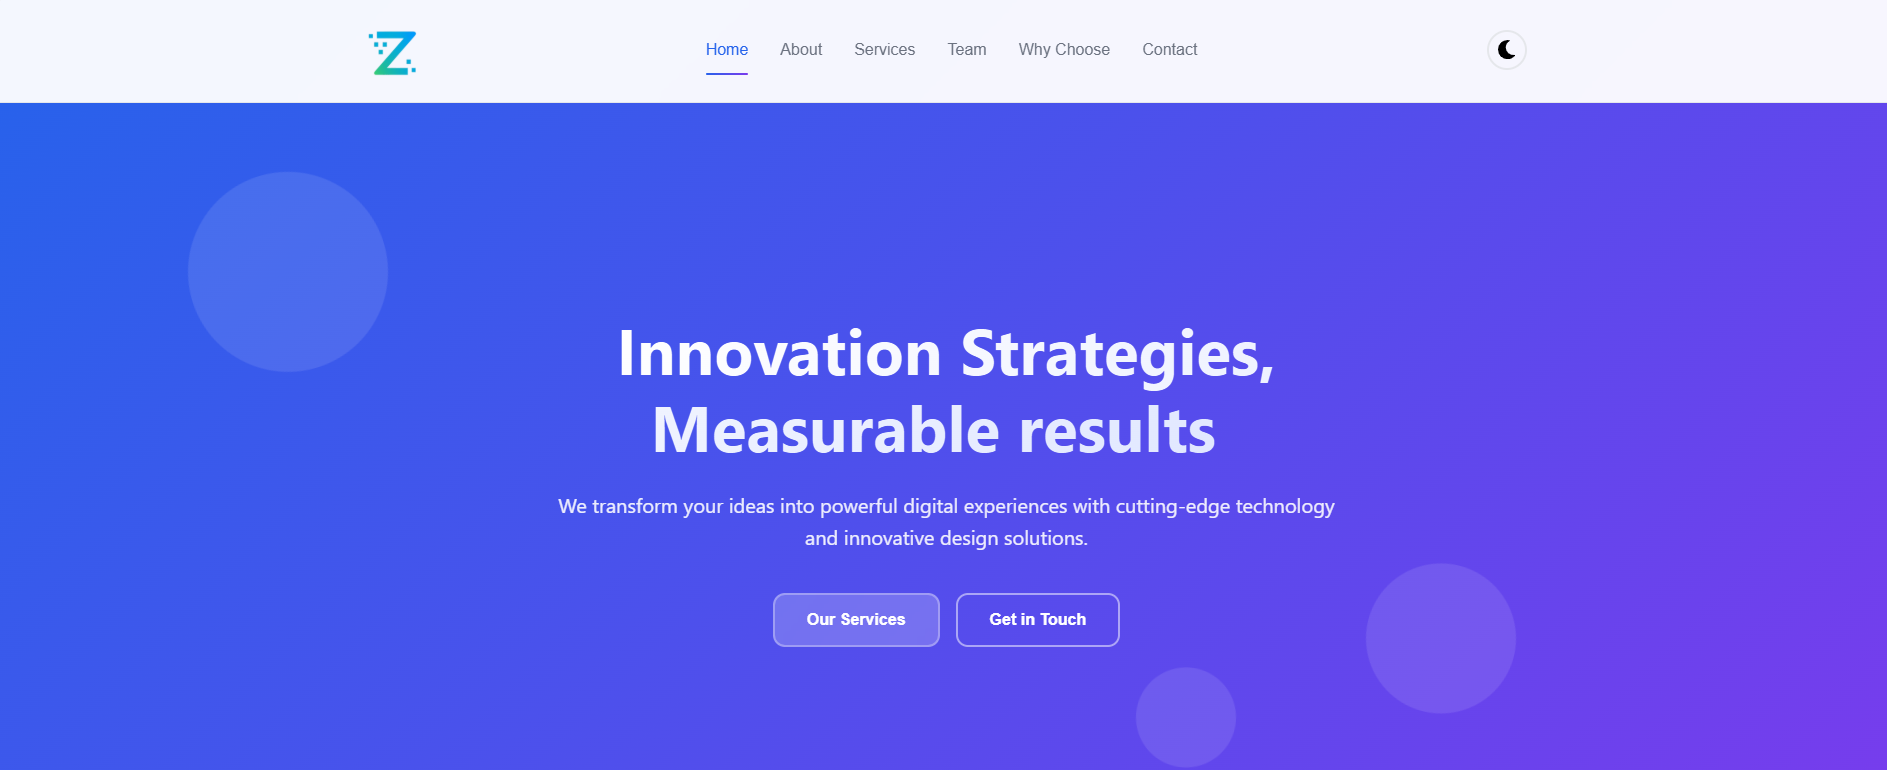 Z
Home About Services Team Why Choose Contact
Innovation Strategies,
Measurable results
We transform your ideas into powerful digital experiences with cutting-edge technology
and innovative design solutions.
Our Services Get in Touch